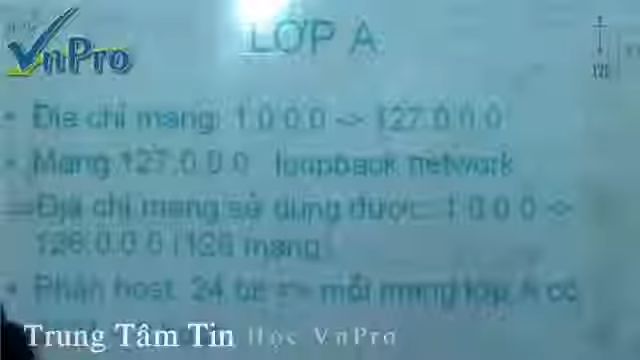 VnPro
LỚP A
Địa chỉ mạng: 1.0.0.0 -> 127.0.0.0
Mạng 127.0.0.0 loopback network
Địa chỉ mạng sử dụng được: 1.0.0.0 ->
126.0.0.0 (126 mạng)
Phần host: 24 bit => mỗi mạng lớp A có
Trung Tâm Tin Học VnPro